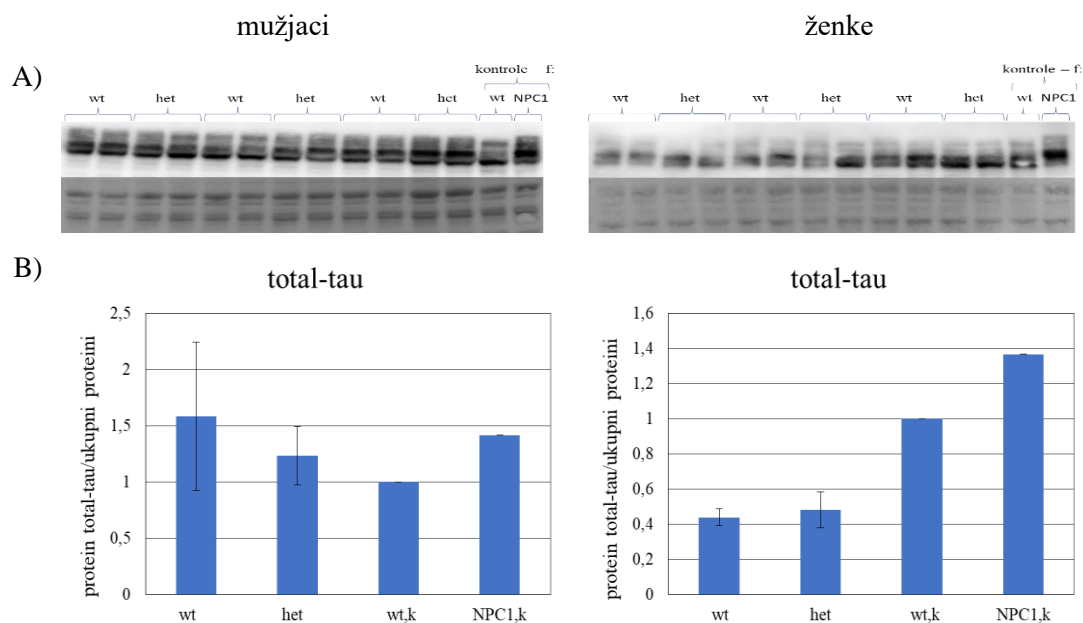 mužjaci
ženke
A)
kontrole f:
wt het wt het wt het wt NPC1
kontrole – f:
wt het wt het wt het wt NPC1
B)
total-tau
protein total-tau/ukupni proteini
2,5
2
1,5
1
0,5
0
wt het wt,k NPC1,k
total-tau
protein total-tau/ukupni proteini
1,6
1,4
1,2
1
0,8
0,6
0,4
0,2
0
wt het wt,k NPC1,k